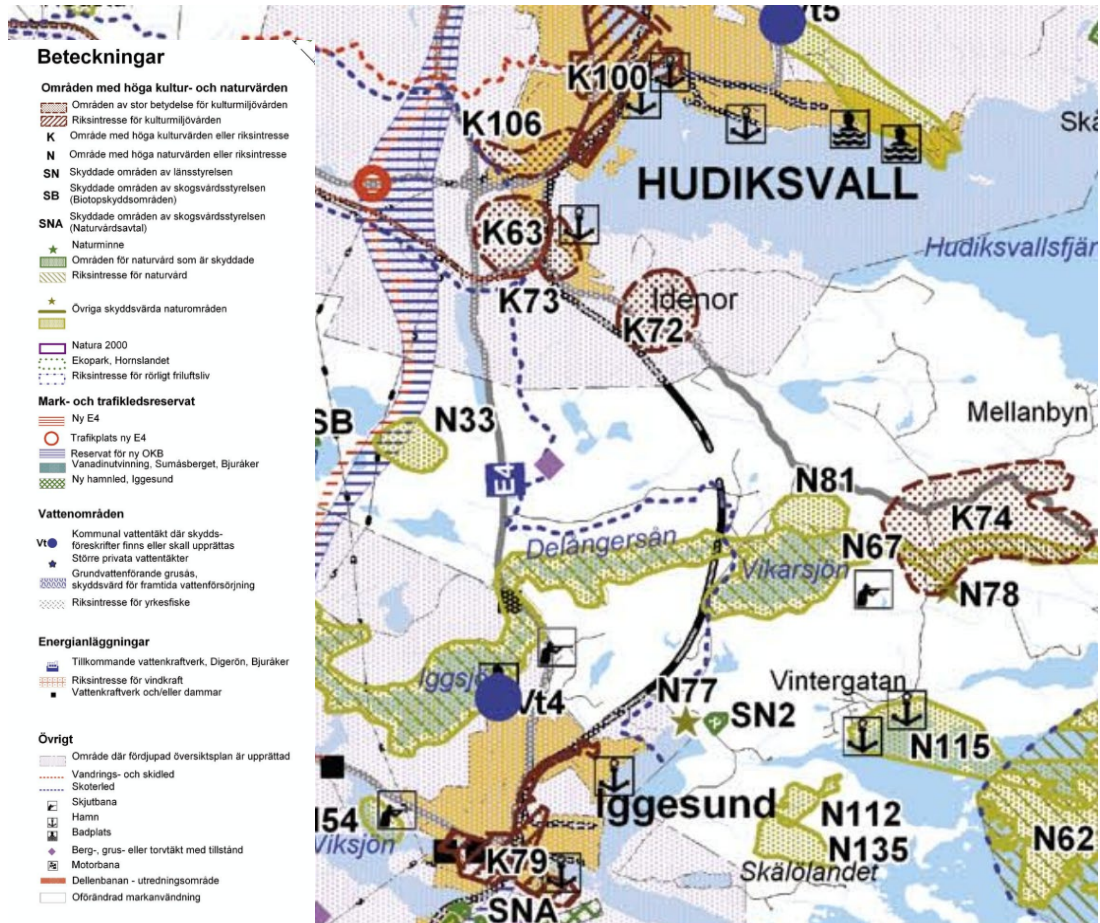 Beteckningar
Områden med höga kultur- och naturvärden
Områden av stor betydelse för kulturmiljövården
Riksintresse för kulturmiljövården
K Område med höga kulturvärden eller riksintresse
N Område med höga naturvärden eller riksintresse
SN Skyddade områden av länsstyrelsen
SB Skyddade områden av skogsvårdsstyrelsen
(Biotopskyddsområden)
SNA Skyddade områden av skogsvårdsstyrelsen
(Naturvårdsavtal)
Naturminne
Områden för naturvård som är skyddade
Riksintresse för naturvård
Övriga skyddsvärda naturområden
Natura 2000
Ekopark, Hornslandet
Riksintresse för rörligt friluftsliv
Mark- och trafikledsreservat
Ny E4
Trafikplats ny E4
Reservat för ny OKB
Vanadinutvinning, Sumåsberget, Bjuråker
Ny hamnled, Iggesund
Vattenområden
Vt Kommunal vattentäkt där skydds-
föreskrifter finns eller skall upprättas
Större privata vattentäkter
Grundvattenförande grusås,
skyddsvärd för framtida vattenförsörjning
Riksintresse för yrkesfiske
Energianläggningar
Tillkommande vattenkraftverk, Digerön, Bjuråker
Riksintresse för vindkraft
Vattenkraftverk och/eller dammar
Övrigt
Område där fördjupad översiktsplan är upprättad
Vandrings- och skidled
Skoterled
Skjutbana
Hamn
Badplats
Berg-, grus- eller torvtäkt med tillstånd
Motorbana
Dellenbanan - utredningsområde
Oförändrad markanvändning
Vt5
K100
K106
HUDIKSVALL
K63
Hudiksvallsfjär
K73
Idenor
K72
Mellanbyn
SB
N33
E4
N81
K74
Delångersån
N67
Vikarsjön
N78
Iggsjö
Vt4
N77
SN2
Vintergatan
N115
Iggesund
N54
Viksjön
N112
N135
N62
K79
Skälölandet
SNA